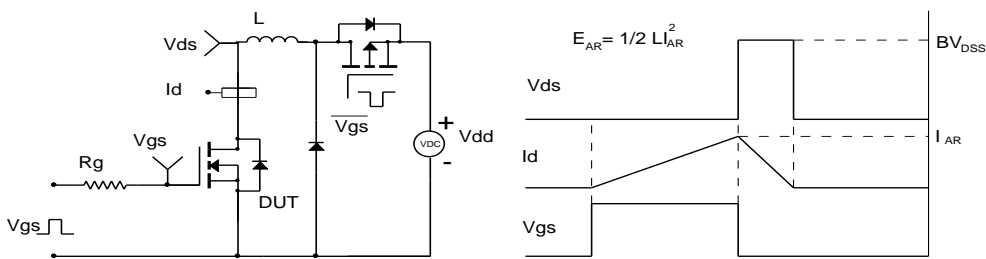 L
Vds
Id
Vgs
Rg
DUT
Vgs
Vgs
VDC
+
-
Vdd
E_AR= 1/2 LI_AR^2
Vds
BV_DSS
Id
I_AR
Vgs